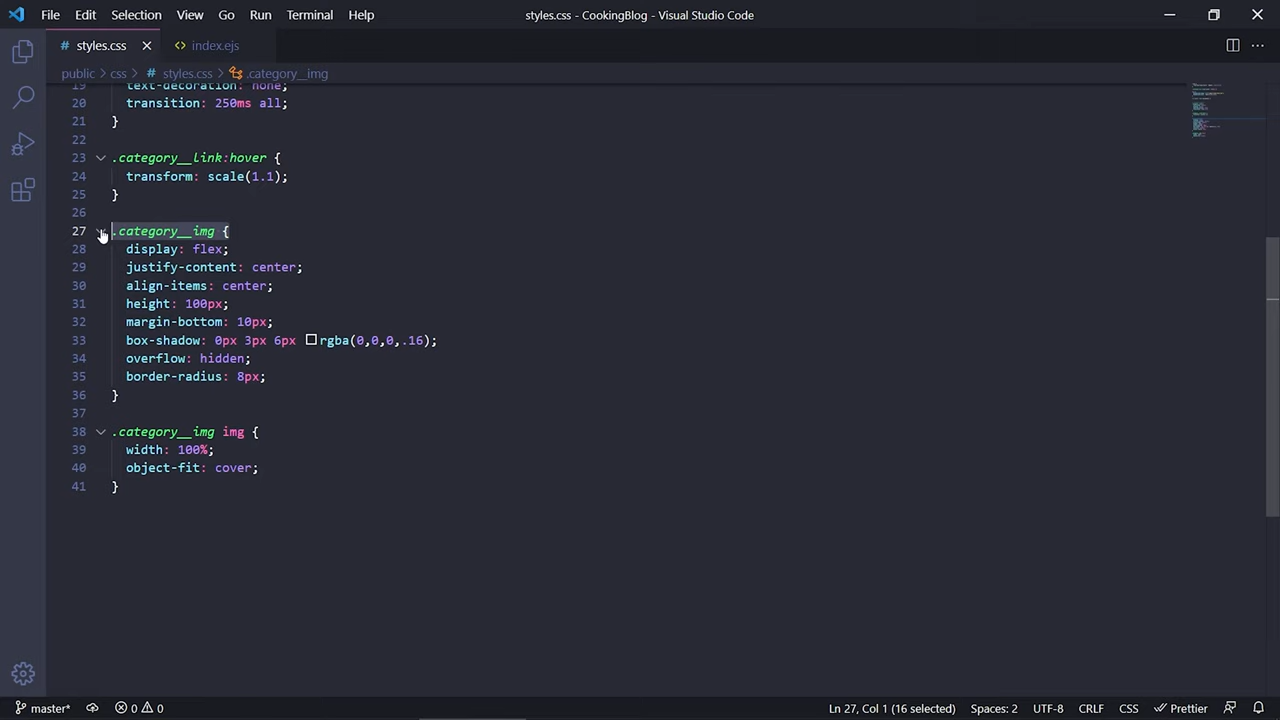 File Edit Selection View Go Run Terminal Help styles.css - CookingBlog - Visual Studio Code
# styles.css <> index.ejs
public > css > # styles.css > .category__img
19 text-decoration: none;
20 transition: 250ms all;
21 }
22
23 .category__link:hover {
24 transform: scale(1.1);
25 }
26
27 .category__img {
28 display: flex;
29 justify-content: center;
30 align-items: center;
31 height: 100px;
32 margin-bottom: 10px;
33 box-shadow: 0px 3px 6px rgba(0,0,0,.16);
34 overflow: hidden;
35 border-radius: 8px;
36 }
37
38 .category__img img {
39 width: 100%;
40 object-fit: cover;
41 }
master* 0 0 Ln 27, Col 1 (16 selected) Spaces: 2 UTF-8 CRLF CSS Prettier